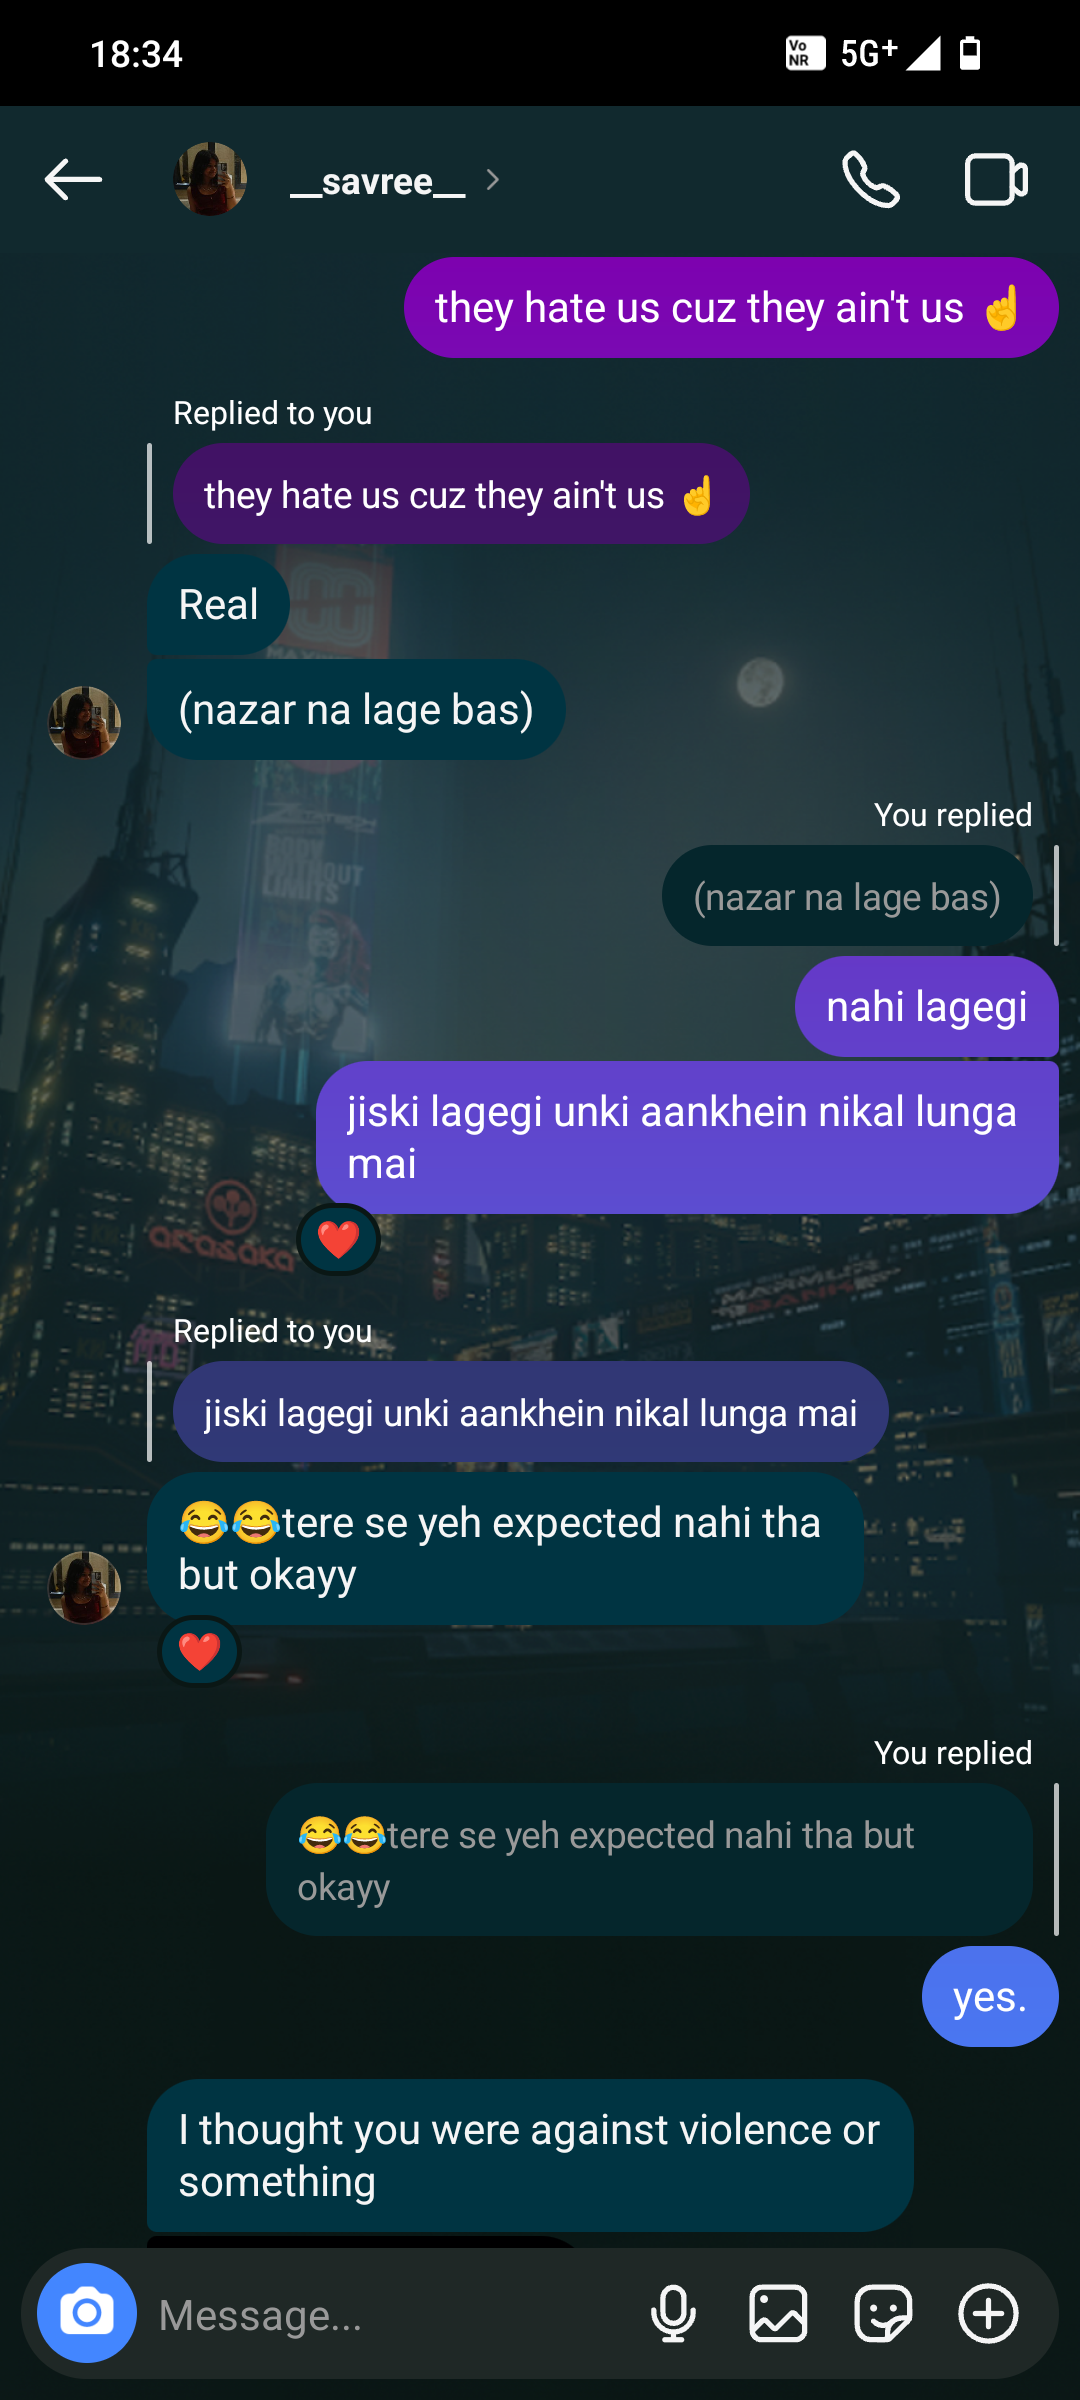 18:34
Vo
NR
5G+
__savree__
they hate us cuz they ain't us ☝️
Replied to you
they hate us cuz they ain't us ☝️
Real
(nazar na lage bas)
You replied
(nazar na lage bas)
nahi lagegi
jiski lagegi unki aankhein nikal lunga
mai
❤️
Replied to you
jiski lagegi unki aankhein nikal lunga mai
😂😂tere se yeh expected nahi tha
but okayy
❤️
You replied
😂😂tere se yeh expected nahi tha but
okayy
yes.
I thought you were against violence or
something
Message...
BODY
WITHOUT
LIMITS
arasaka